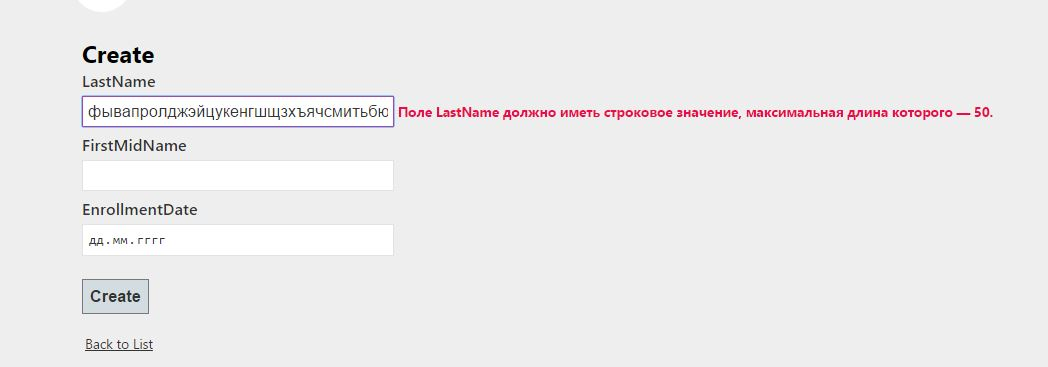 Create
LastName
фывапролджэйцукенгшщзхъячсмитьбю Поле LastName должно иметь строковое значение, максимальная длина которого — 50.
FirstMidName
EnrollmentDate
дд.мм.гггг
Create
Back to List